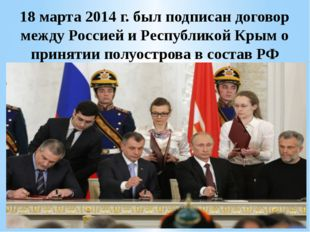 18 марта 2014 г. был подписан договор
между Россией и Республикой Крым о
принятии полуострова в состав РФ